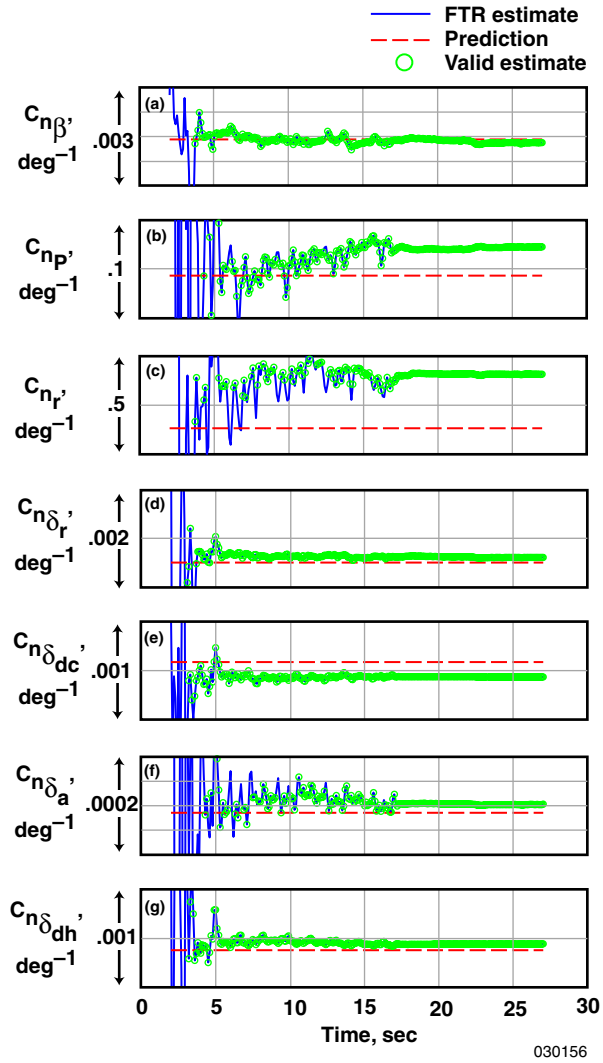 FTR estimate
Prediction
Valid estimate
(a)
Cnβ,
deg−1
.003
(b)
CnP,
deg−1
.1
(c)
Cnr,
deg−1
.5
(d)
Cnδr,
deg−1
.002
(e)
Cnδdc,
deg−1
.001
(f)
Cnδa,
deg−1
.0002
(g)
Cnδdh,
deg−1
.001
0 5 10 15 20 25 30
Time, sec
030156